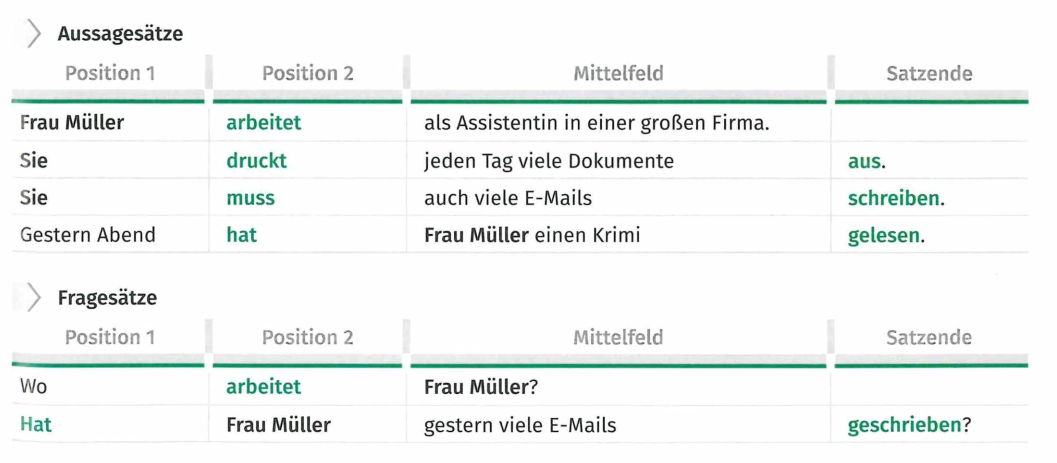 Aussagesätze
Position 1 Position 2 Mittelfeld Satzende
Frau Müller arbeitet als Assistentin in einer großen Firma.
Sie druckt jeden Tag viele Dokumente aus.
Sie muss auch viele E-Mails schreiben.
Gestern Abend hat Frau Müller einen Krimi gelesen.
Fragesätze
Position 1 Position 2 Mittelfeld Satzende
Wo arbeitet Frau Müller?
Hat Frau Müller gestern viele E-Mails geschrieben?